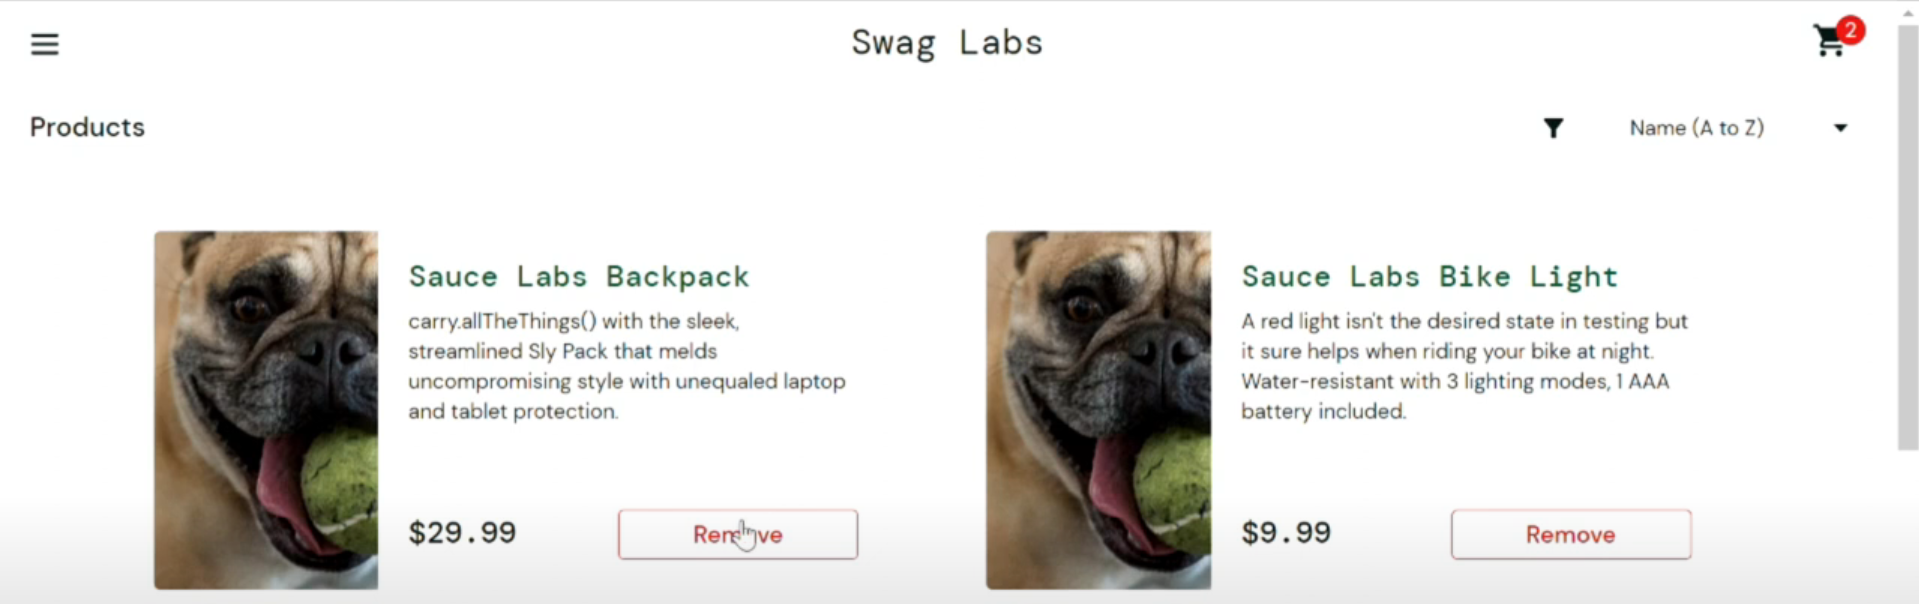 Swag Labs
2
Products
Name (A to Z)
Sauce Labs Backpack
carry.allTheThings() with the sleek,
streamlined Sly Pack that melds
uncompromising style with unequaled laptop
and tablet protection.
$29.99
Remove
Sauce Labs Bike Light
A red light isn't the desired state in testing but
it sure helps when riding your bike at night.
Water-resistant with 3 lighting modes, 1 AAA
battery included.
$9.99
Remove